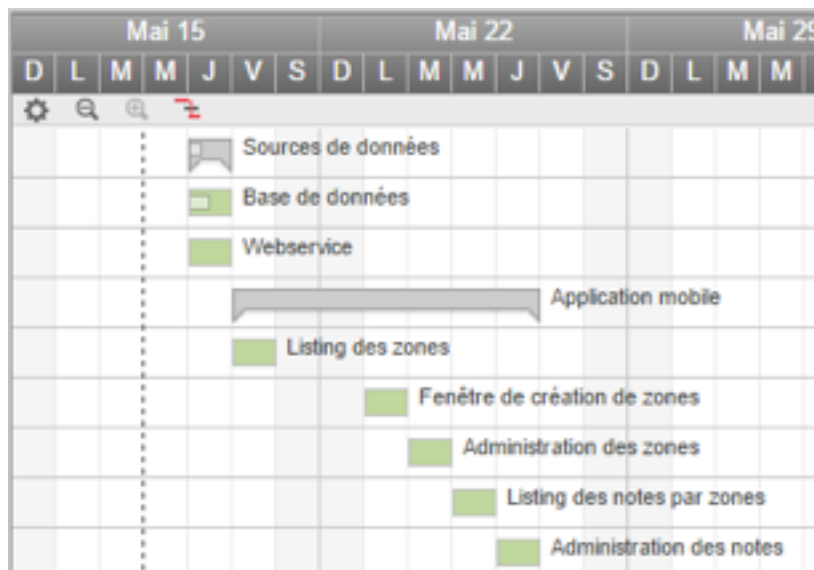 Mai 15 Mai 22 Mai 29
D L M M J V S D L M M J V S D L M M
Sources de données
Base de données
Webservice
Application mobile
Listing des zones
Fenêtre de création de zones
Administration des zones
Listing des notes par zones
Administration des notes